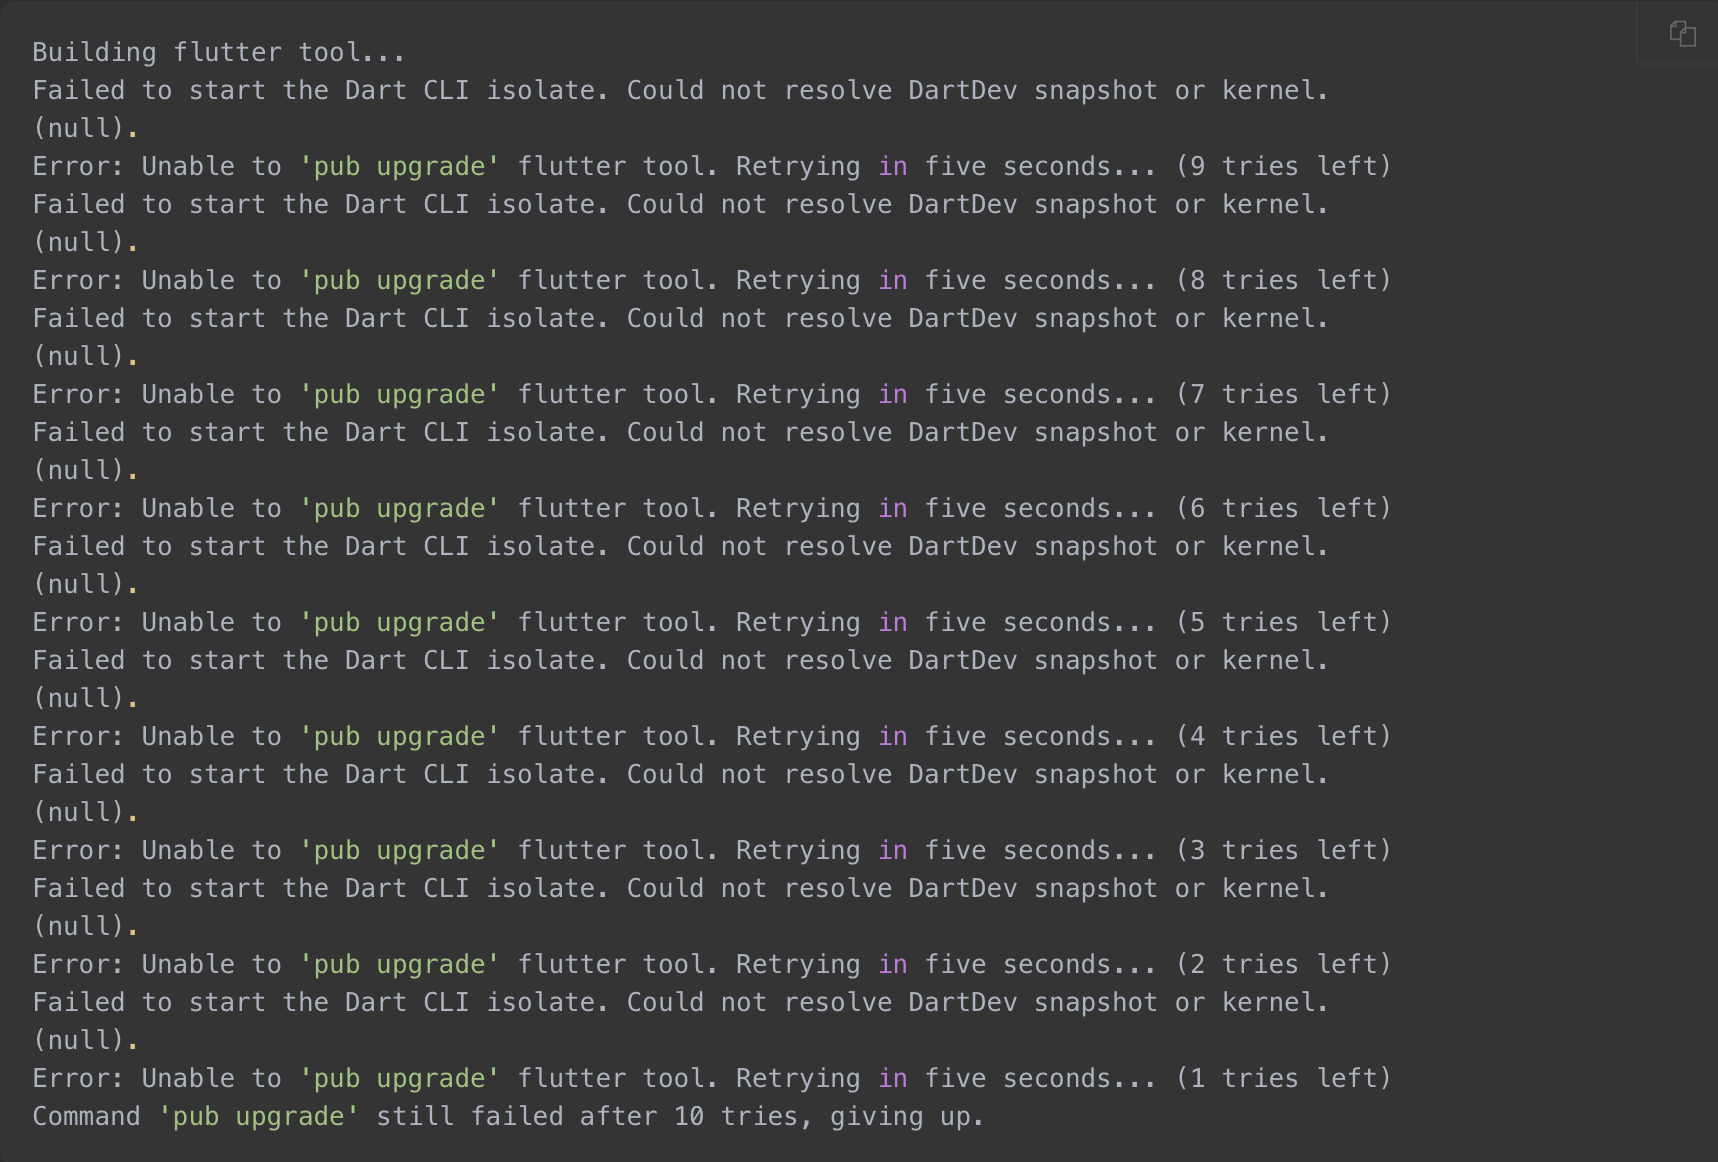 Building flutter tool...
Failed to start the Dart CLI isolate. Could not resolve DartDev snapshot or kernel.
(null).
Error: Unable to 'pub upgrade' flutter tool. Retrying in five seconds... (9 tries left)
Failed to start the Dart CLI isolate. Could not resolve DartDev snapshot or kernel.
(null).
Error: Unable to 'pub upgrade' flutter tool. Retrying in five seconds... (8 tries left)
Failed to start the Dart CLI isolate. Could not resolve DartDev snapshot or kernel.
(null).
Error: Unable to 'pub upgrade' flutter tool. Retrying in five seconds... (7 tries left)
Failed to start the Dart CLI isolate. Could not resolve DartDev snapshot or kernel.
(null).
Error: Unable to 'pub upgrade' flutter tool. Retrying in five seconds... (6 tries left)
Failed to start the Dart CLI isolate. Could not resolve DartDev snapshot or kernel.
(null).
Error: Unable to 'pub upgrade' flutter tool. Retrying in five seconds... (5 tries left)
Failed to start the Dart CLI isolate. Could not resolve DartDev snapshot or kernel.
(null).
Error: Unable to 'pub upgrade' flutter tool. Retrying in five seconds... (4 tries left)
Failed to start the Dart CLI isolate. Could not resolve DartDev snapshot or kernel.
(null).
Error: Unable to 'pub upgrade' flutter tool. Retrying in five seconds... (3 tries left)
Failed to start the Dart CLI isolate. Could not resolve DartDev snapshot or kernel.
(null).
Error: Unable to 'pub upgrade' flutter tool. Retrying in five seconds... (2 tries left)
Failed to start the Dart CLI isolate. Could not resolve DartDev snapshot or kernel.
(null).
Error: Unable to 'pub upgrade' flutter tool. Retrying in five seconds... (1 tries left)
Command 'pub upgrade' still failed after 10 tries, giving up.